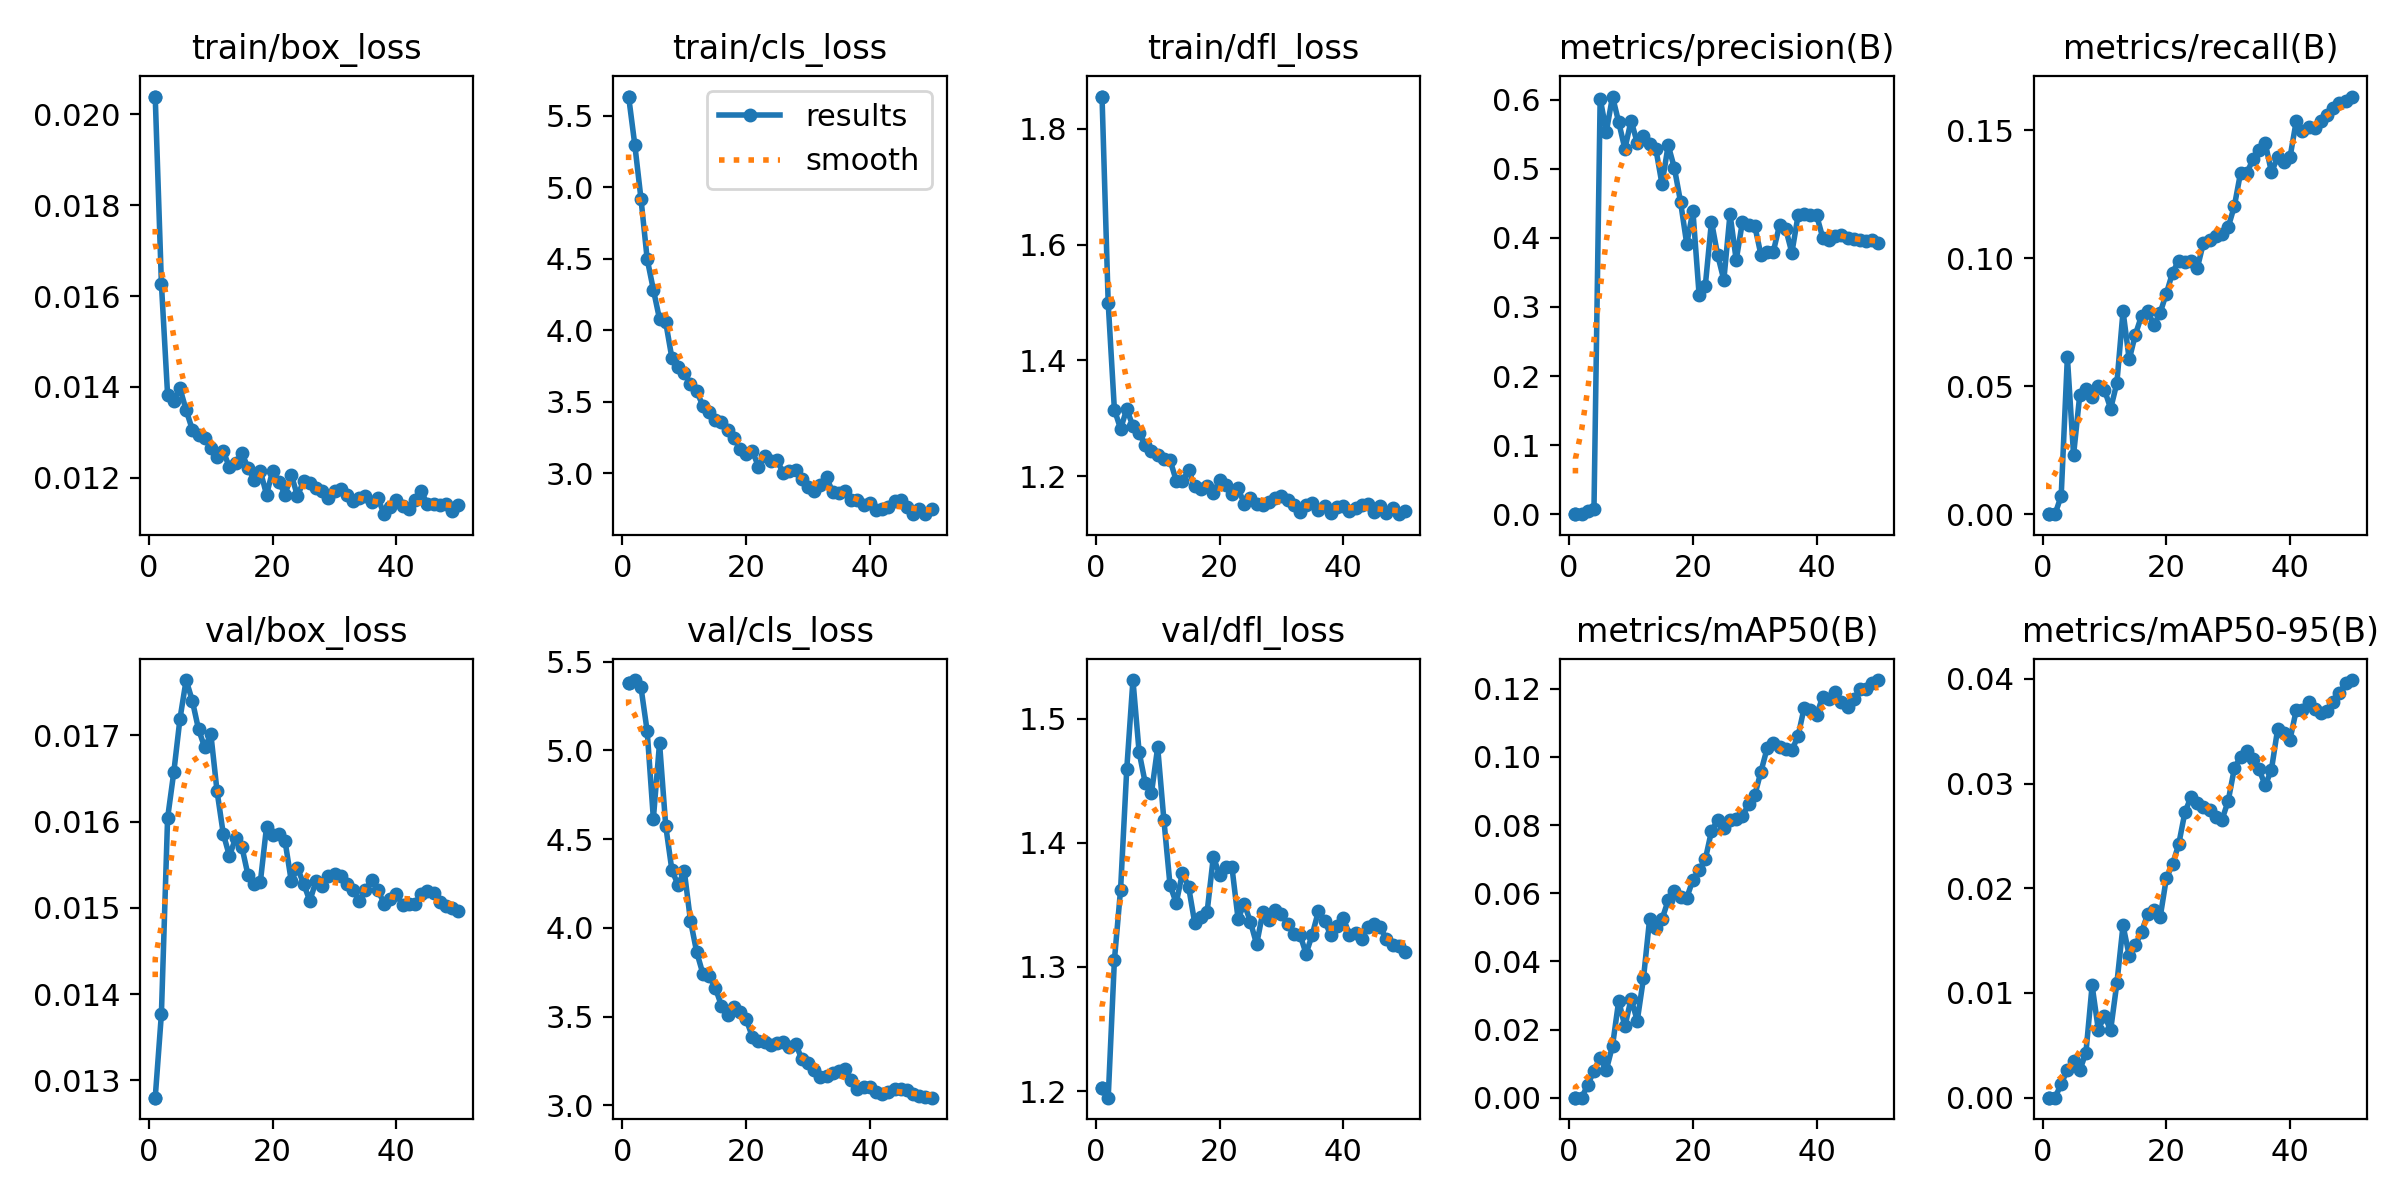 train/box_loss
0.020
0.018
0.016
0.014
0.012
0 20 40
train/cls_loss
results
smooth
5.5
5.0
4.5
4.0
3.5
3.0
0 20 40
train/dfl_loss
1.8
1.6
1.4
1.2
0 20 40
metrics/precision(B)
0.6
0.5
0.4
0.3
0.2
0.1
0.0
0 20 40
metrics/recall(B)
0.15
0.10
0.05
0.00
0 20 40
val/box_loss
0.017
0.016
0.015
0.014
0.013
0 20 40
val/cls_loss
5.5
5.0
4.5
4.0
3.5
3.0
0 20 40
val/dfl_loss
1.5
1.4
1.3
1.2
0 20 40
metrics/mAP50(B)
0.12
0.10
0.08
0.06
0.04
0.02
0.00
0 20 40
metrics/mAP50-95(B)
0.04
0.03
0.02
0.01
0.00
0 20 40